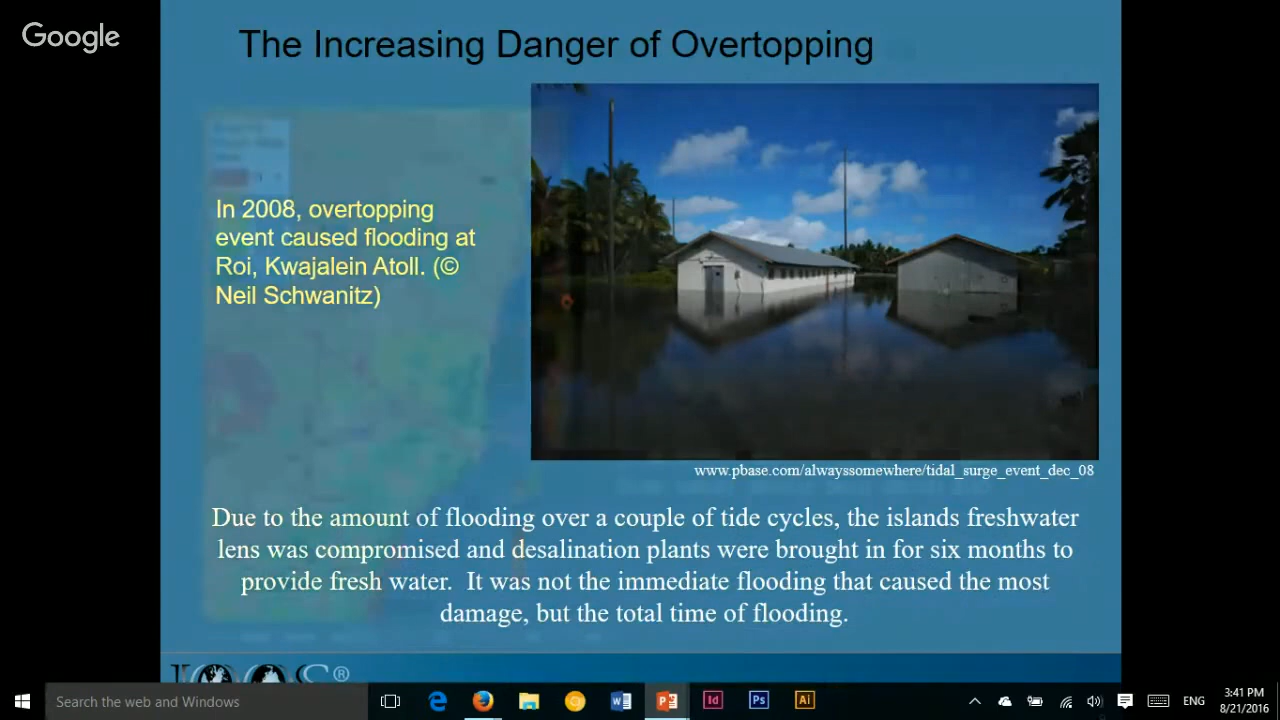 Google
The Increasing Danger of Overtopping
In 2008, overtopping
event caused flooding at
Roi, Kwajalein Atoll. (©
Neil Schwanitz)
www.pbase.com/alwayssomewhere/tidal_surge_event_dec_08
Due to the amount of flooding over a couple of tide cycles, the islands freshwater
lens was compromised and desalination plants were brought in for six months to
provide fresh water.  It was not the immediate flooding that caused the most
damage, but the total time of flooding.
IOOS®
Search the web and Windows
Id
Ps
Ai
ENG
3:41 PM
8/21/2016